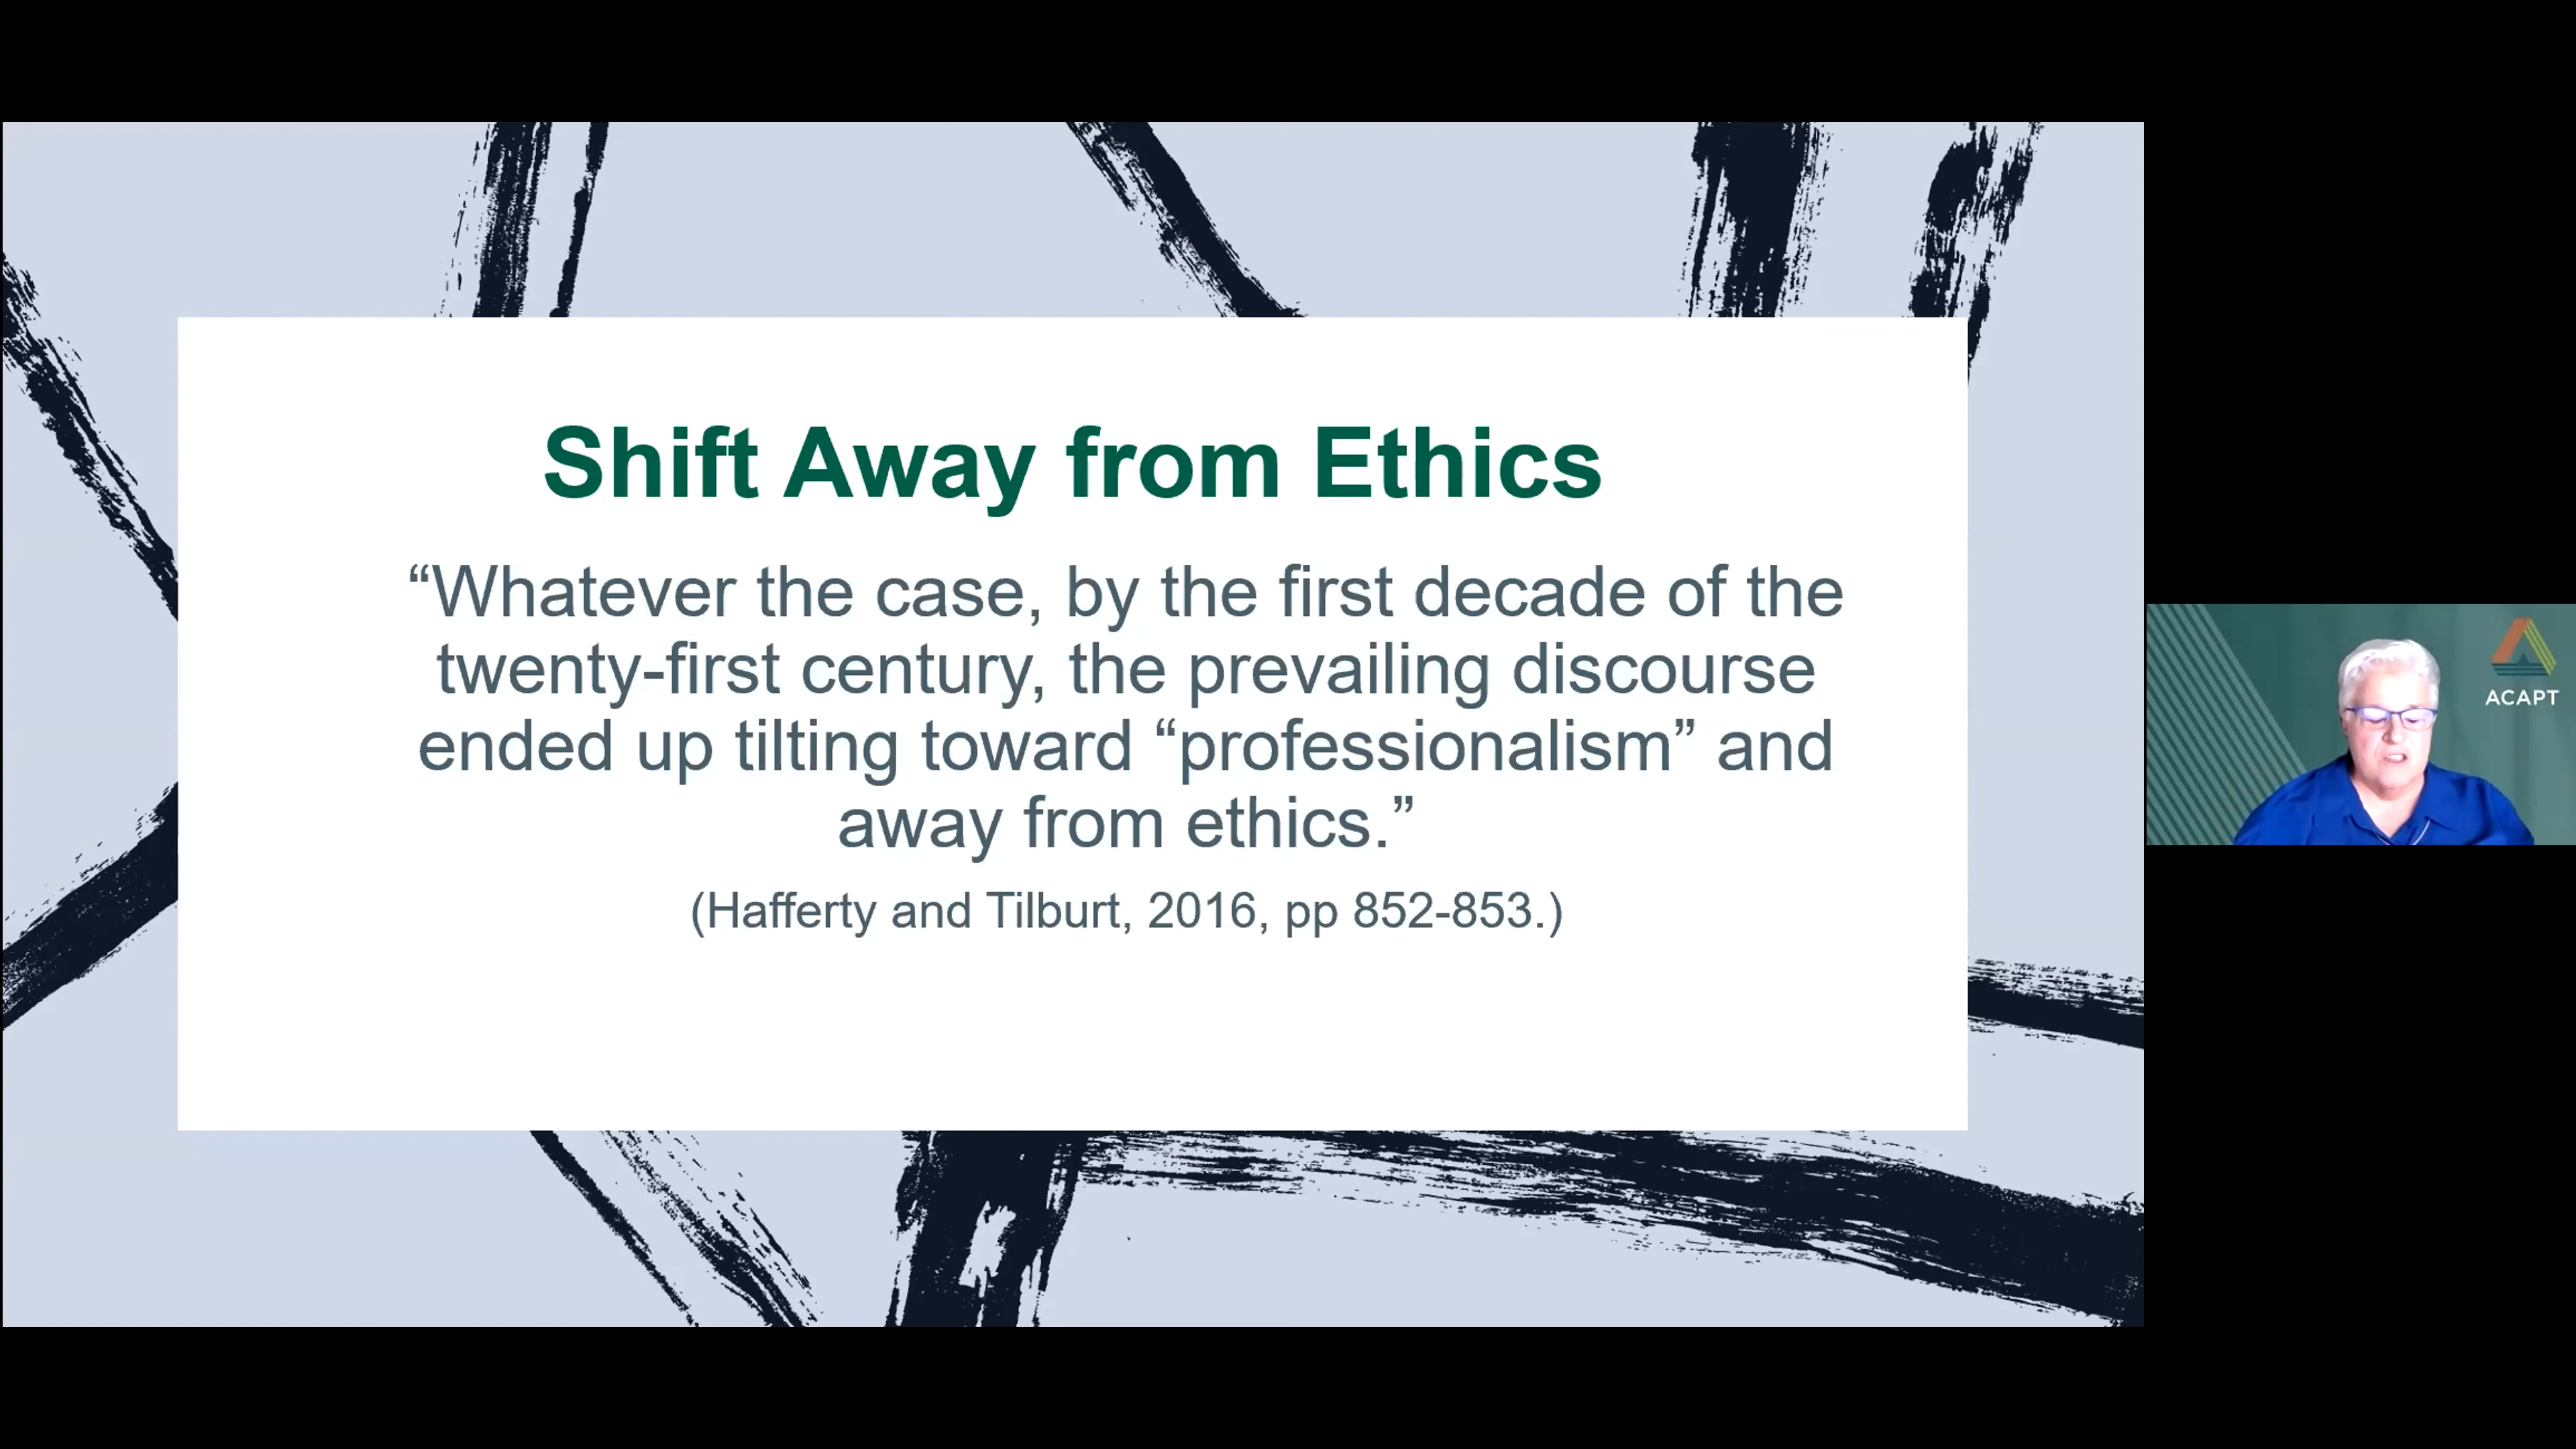 Shift Away from Ethics
“Whatever the case, by the first decade of the
twenty-first century, the prevailing discourse
ended up tilting toward “professionalism” and
away from ethics.”
(Hafferty and Tilburt, 2016, pp 852-853.)
ACAPT